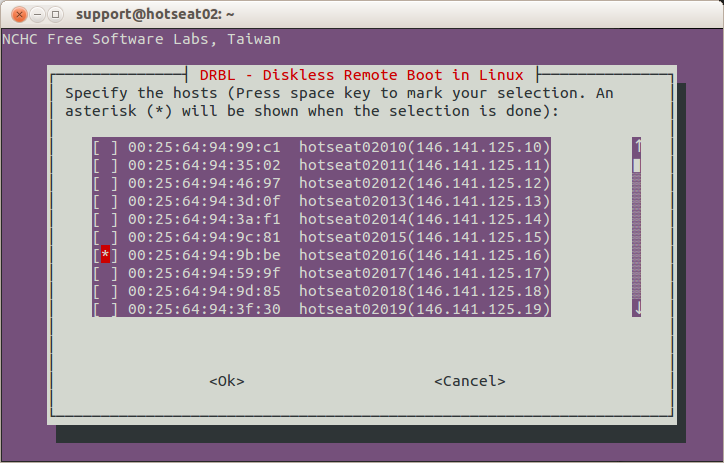 support@hotseat02: ~
NCHC Free Software Labs, Taiwan
DRBL - Diskless Remote Boot in Linux
Specify the hosts (Press space key to mark your selection. An
asterisk (*) will be shown when the selection is done):
[ ] 00:25:64:94:99:c1  hotseat02010(146.141.125.10)
[ ] 00:25:64:94:35:02  hotseat02011(146.141.125.11)
[ ] 00:25:64:94:46:97  hotseat02012(146.141.125.12)
[ ] 00:25:64:94:3d:0f  hotseat02013(146.141.125.13)
[ ] 00:25:64:94:3a:f1  hotseat02014(146.141.125.14)
[ ] 00:25:64:94:9c:81  hotseat02015(146.141.125.15)
[*] 00:25:64:94:9b:be  hotseat02016(146.141.125.16)
[ ] 00:25:64:94:59:9f  hotseat02017(146.141.125.17)
[ ] 00:25:64:94:9d:85  hotseat02018(146.141.125.18)
[ ] 00:25:64:94:3f:30  hotseat02019(146.141.125.19)
<Ok> <Cancel>